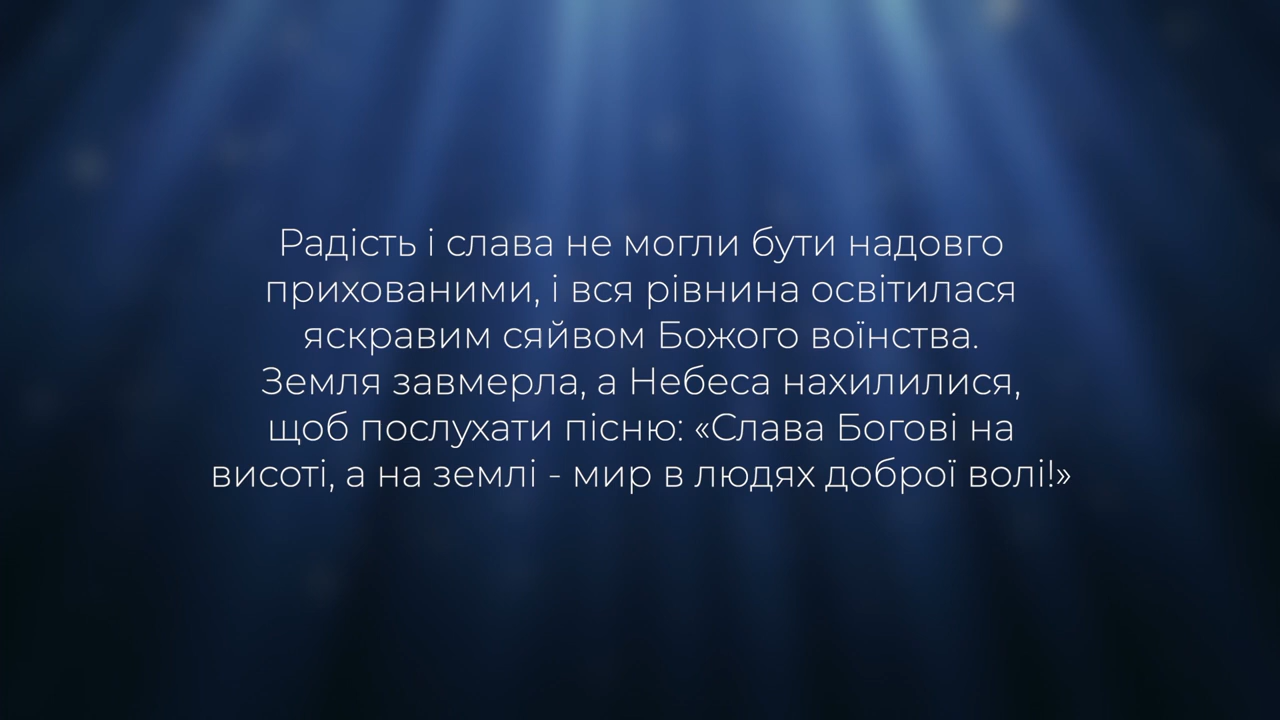 Радість і слава не могли бути надовго
прихованими, і вся рівнина освітилася
яскравим сяйвом Божого воїнства.
Земля завмерла, а Небеса нахилилися,
щоб послухати пісню: «Слава Богові на
висоті, а на землі - мир в людях доброї волі!»